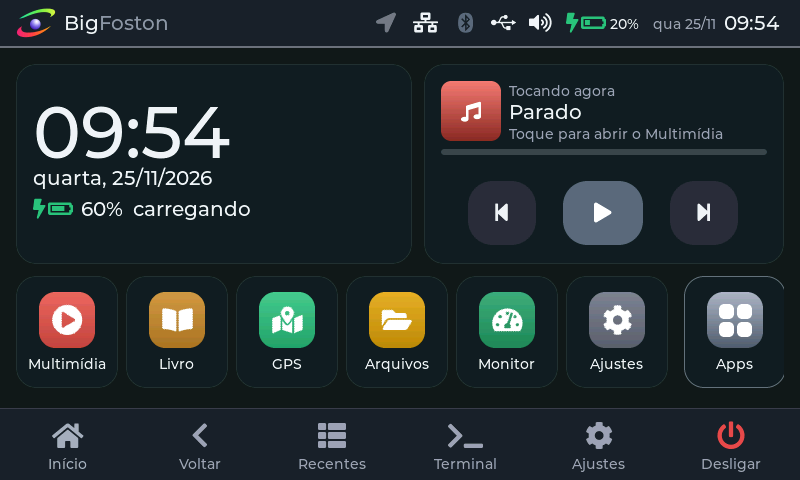 BigFoston
20%
qua 25/11
09:54
09:54
quarta, 25/11/2026
60% carregando
Tocando agora
Parado
Toque para abrir o Multimídia
Multimídia
Livro
GPS
Arquivos
Monitor
Ajustes
Apps
Início
Voltar
Recentes
Terminal
Ajustes
Desligar